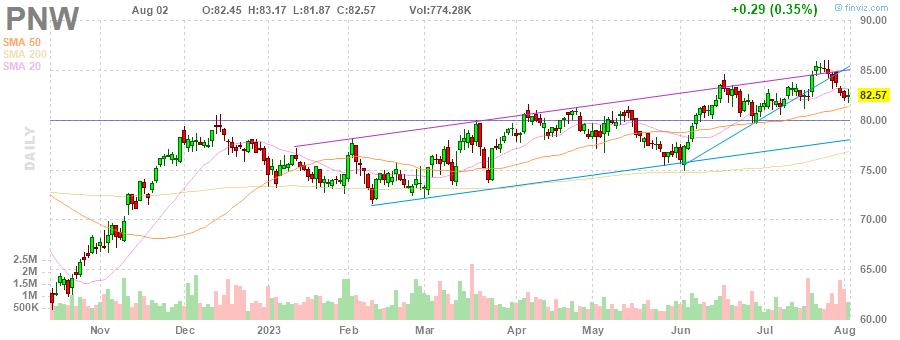 PNW Aug 02 O:82.45 H:83.17 L:81.87 C:82.57 Vol:774.28K +0.29 (0.35%) © finviz.com
90.00
SMA 50
SMA 200
SMA 20
85.00
82.57
80.00
DAILY
75.00
70.00
2.5M
2M
65.00
1.5M
1M
500K
60.00
Nov Dec 2023 Feb Mar Apr May Jun Jul Aug